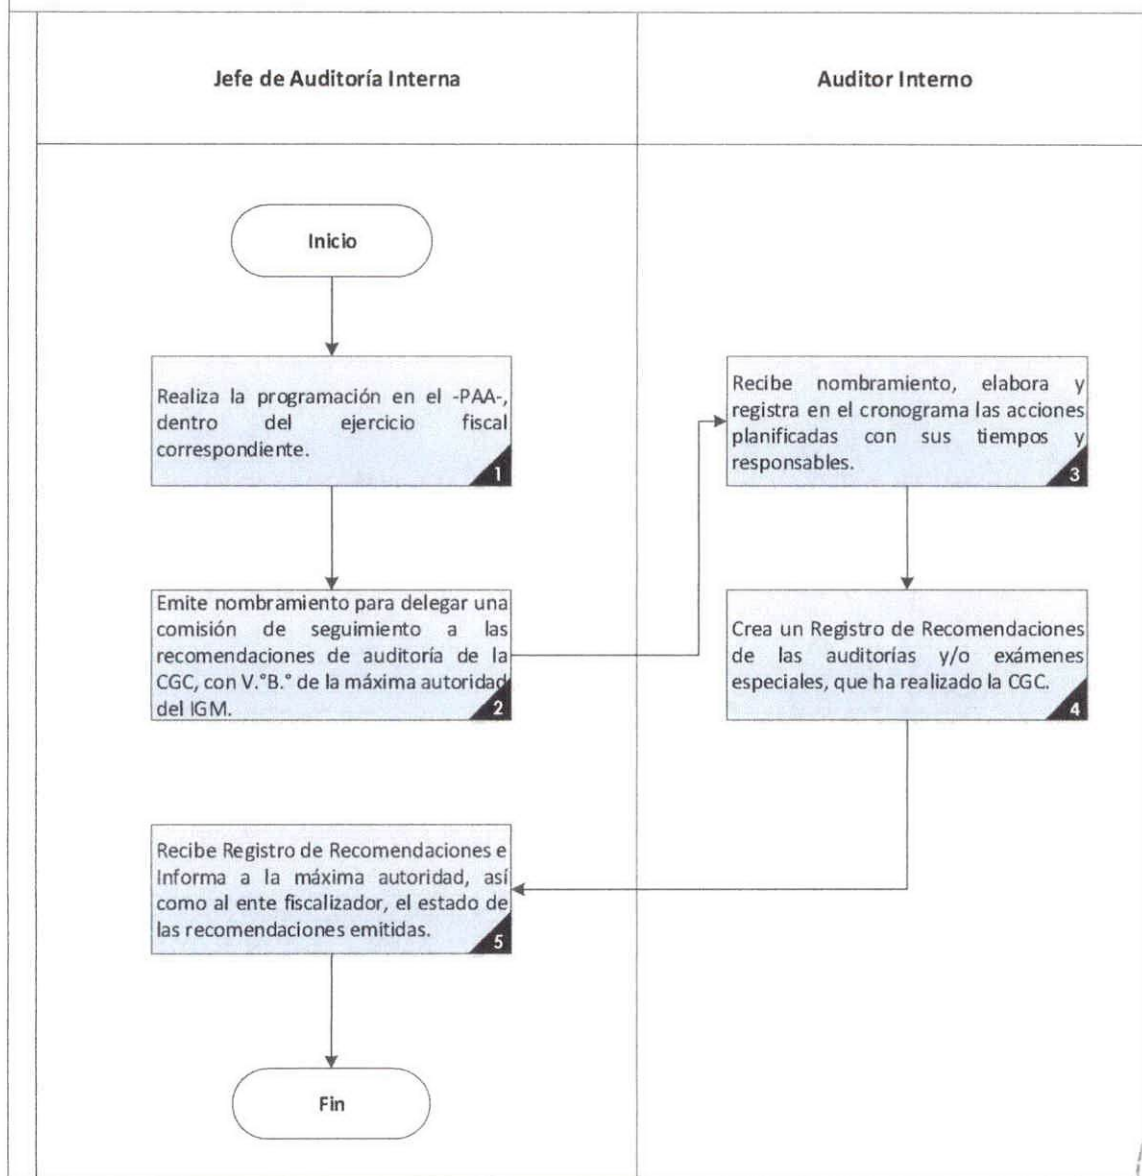 Jefe de Auditoría Interna
Auditor Interno
Inicio
Realiza la programación en el -PAA-,
dentro del ejercicio fiscal
correspondiente.
1
Emite nombramiento para delegar una
comisión de seguimiento a las
recomendaciones de auditoría de la
CGC, con V.°B.° de la máxima autoridad
del IGM.
2
Recibe nombramiento, elabora y
registra en el cronograma las acciones
planificadas con sus tiempos y
responsables.
3
Crea un Registro de Recomendaciones
de las auditorías y/o exámenes
especiales, que ha realizado la CGC.
4
Recibe Registro de Recomendaciones e
Informa a la máxima autoridad, así
como al ente fiscalizador, el estado de
las recomendaciones emitidas.
5
Fin